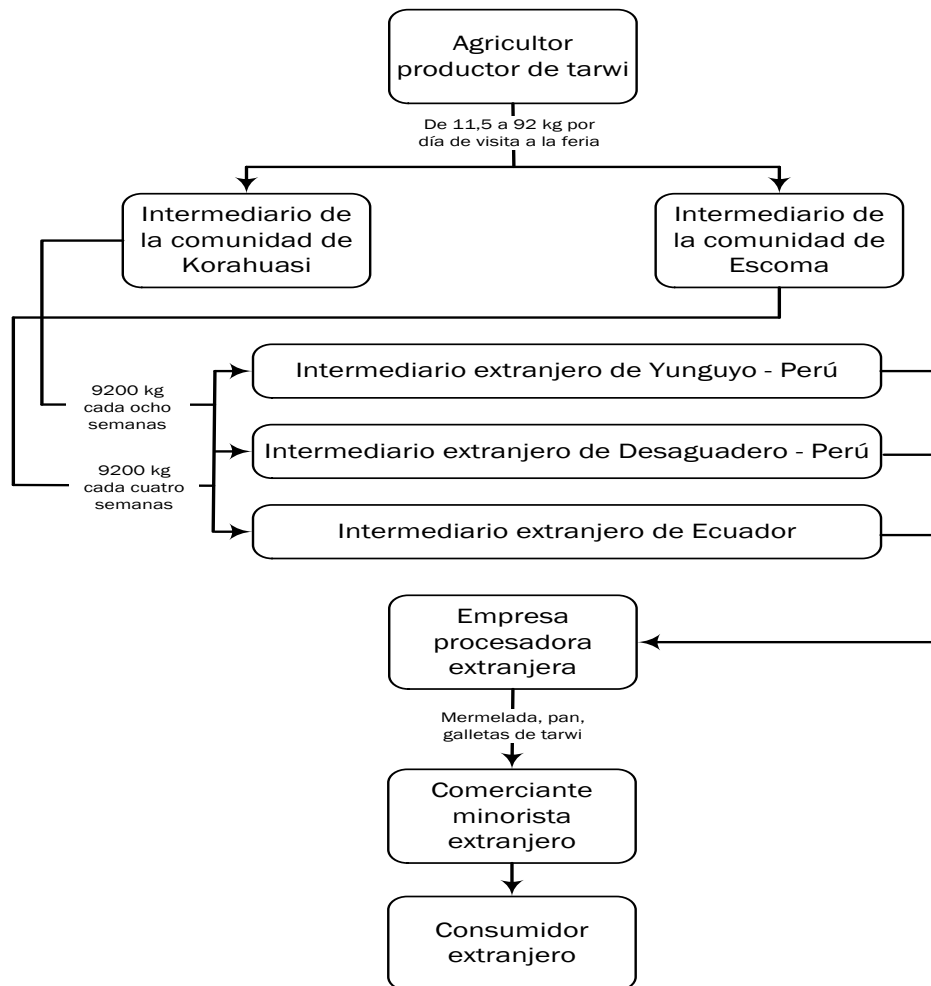 Agricultor
productor de tarwi
De 11,5 a 92 kg por
día de visita a la feria
Intermediario de
la comunidad de
Korahuasi
Intermediario de
la comunidad de
Escoma
Intermediario extranjero de Yunguyo - Perú
9200 kg
cada ocho
semanas
Intermediario extranjero de Desaguadero - Perú
9200 kg
cada cuatro
semanas
Intermediario extranjero de Ecuador
Empresa
procesadora
extranjera
Mermelada, pan,
galletas de tarwi
Comerciante
minorista
extranjero
Consumidor
extranjero